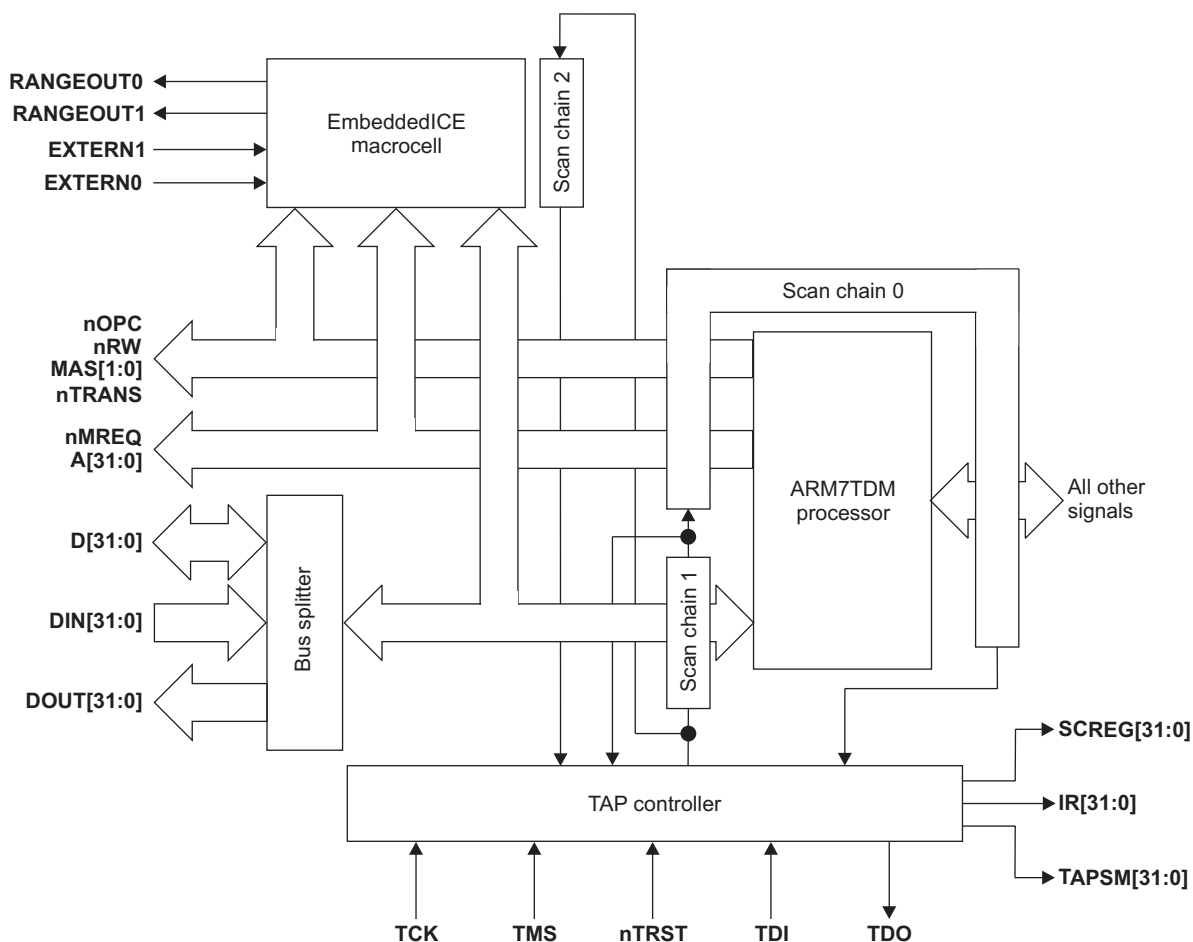 RANGEOUT0
RANGEOUT1
EXTERN1
EXTERN0
EmbeddedICE
macrocell
Scan chain 2
Scan chain 0
nOPC
nRW
MAS[1:0]
nTRANS
nMREQ
A[31:0]
ARM7TDM
processor
All other
signals
D[31:0]
DIN[31:0]
DOUT[31:0]
Bus splitter
Scan chain 1
TAP controller
SCREG[31:0]
IR[31:0]
TAPSM[31:0]
TCK
TMS
nTRST
TDI
TDO